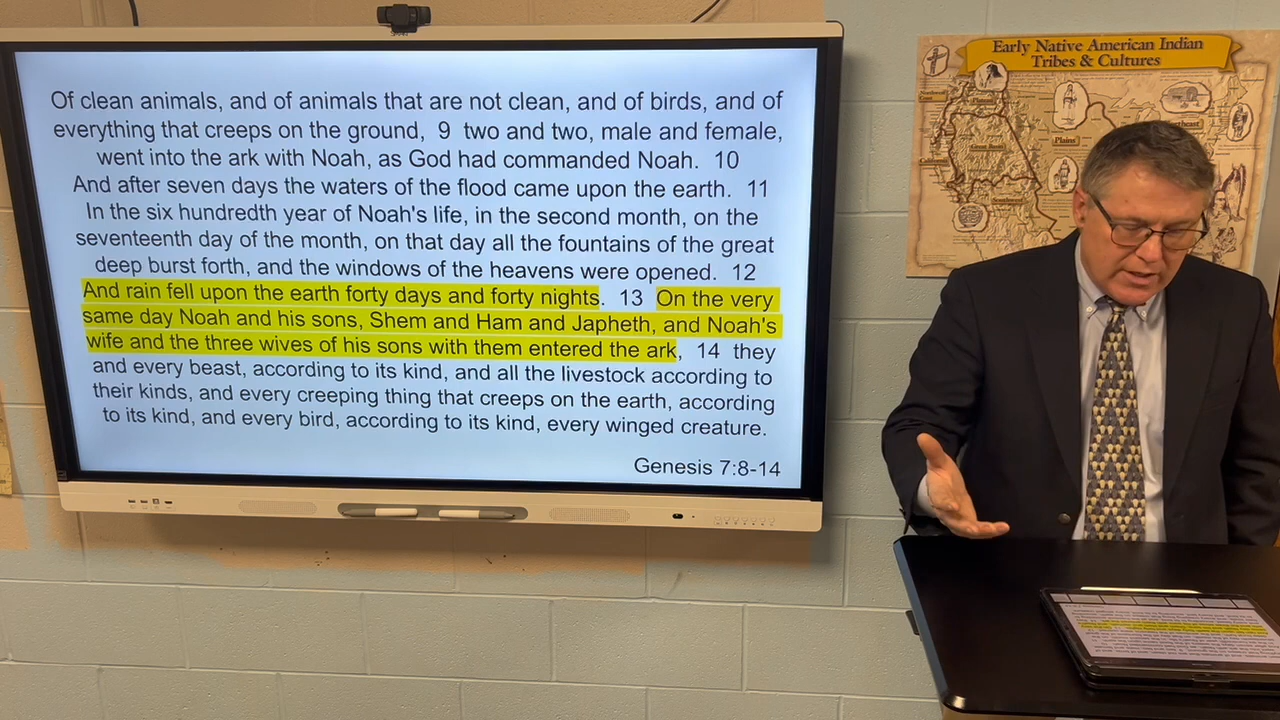 Of clean animals, and of animals that are not clean, and of birds, and of
everything that creeps on the ground, 9 two and two, male and female,
went into the ark with Noah, as God had commanded Noah. 10
And after seven days the waters of the flood came upon the earth. 11
In the six hundredth year of Noah's life, in the second month, on the
seventeenth day of the month, on that day all the fountains of the great
deep burst forth, and the windows of the heavens were opened. 12
And rain fell upon the earth forty days and forty nights. 13 On the very
same day Noah and his sons, Shem and Ham and Japheth, and Noah's
wife and the three wives of his sons with them entered the ark, 14 they
and every beast, according to its kind, and all the livestock according to
their kinds, and every creeping thing that creeps on the earth, according
to its kind, and every bird, according to its kind, every winged creature.
Genesis 7:8-14
Early Native American Indian
Tribes & Cultures
Plateau
Great Basin
Plains
Southwest